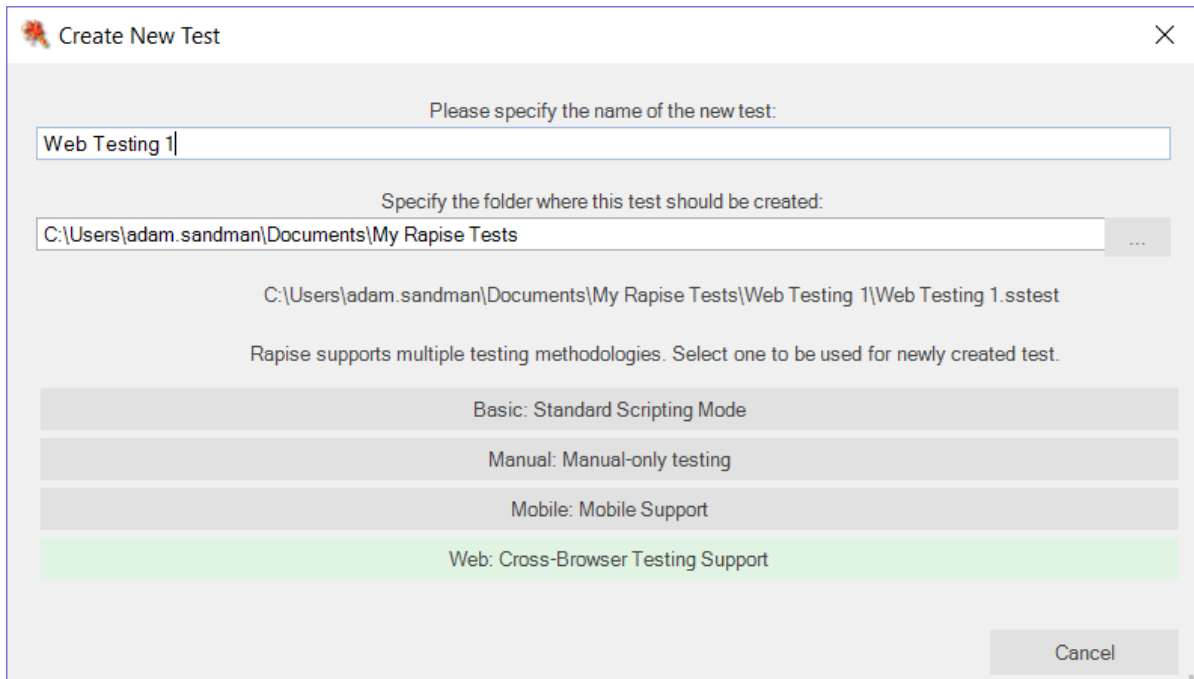 Create New Test
Please specify the name of the new test:
Web Testing 1
Specify the folder where this test should be created:
C:\Users\adam.sandman\Documents\My Rapise Tests
...
C:\Users\adam.sandman\Documents\My Rapise Tests\Web Testing 1\Web Testing 1.sstest
Rapise supports multiple testing methodologies. Select one to be used for newly created test.
Basic: Standard Scripting Mode
Manual: Manual-only testing
Mobile: Mobile Support
Web: Cross-Browser Testing Support
Cancel